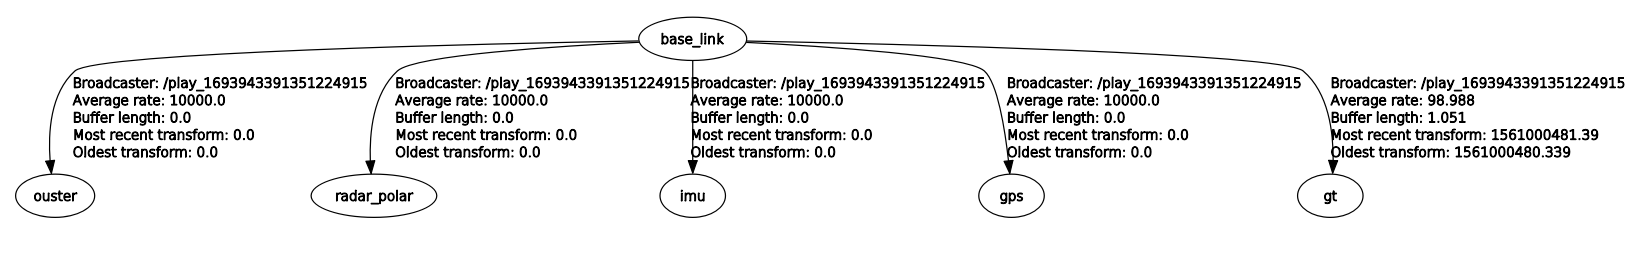 base_link
Broadcaster: /play_1693943391351224915
Average rate: 10000.0
Buffer length: 0.0
Most recent transform: 0.0
Oldest transform: 0.0
Broadcaster: /play_1693943391351224915
Average rate: 10000.0
Buffer length: 0.0
Most recent transform: 0.0
Oldest transform: 0.0
Broadcaster: /play_1693943391351224915
Average rate: 10000.0
Buffer length: 0.0
Most recent transform: 0.0
Oldest transform: 0.0
Broadcaster: /play_1693943391351224915
Average rate: 10000.0
Buffer length: 0.0
Most recent transform: 0.0
Oldest transform: 0.0
Broadcaster: /play_1693943391351224915
Average rate: 98.988
Buffer length: 1.051
Most recent transform: 1561000481.39
Oldest transform: 1561000480.339
ouster
radar_polar
imu
gps
gt